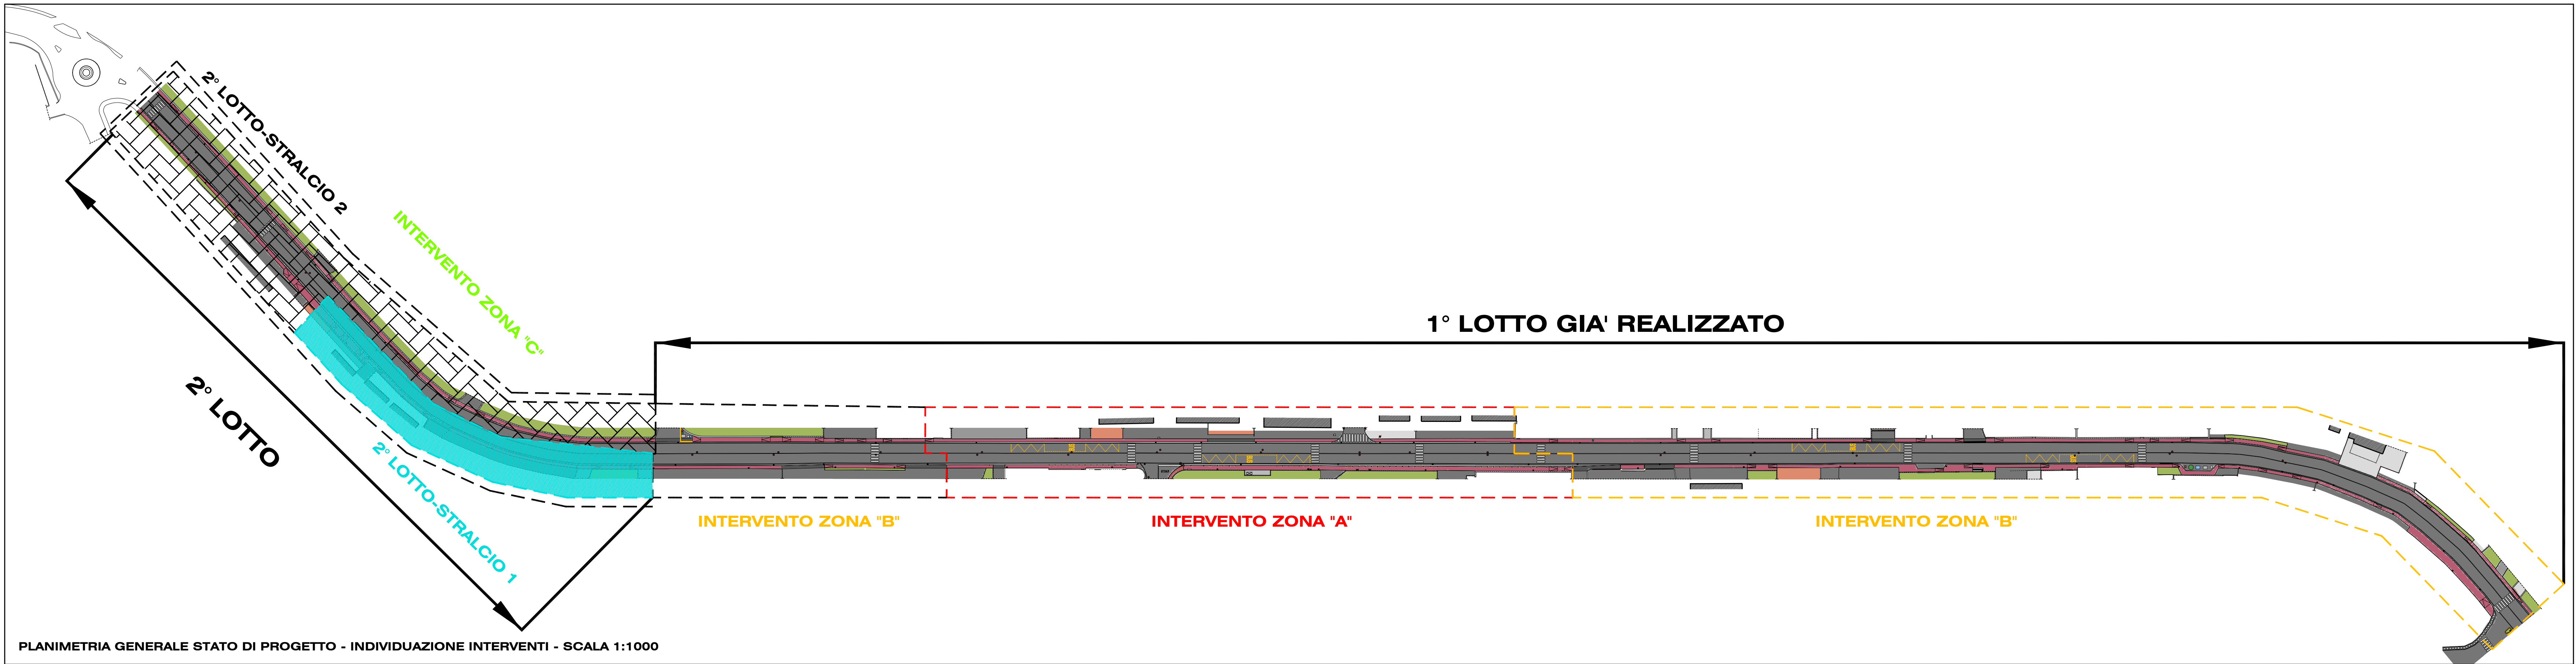 2° LOTTO-STRALCIO 2
INTERVENTO ZONA "C"
1° LOTTO GIA' REALIZZATO
2° LOTTO
2° LOTTO-STRALCIO 1
INTERVENTO ZONA "B"
INTERVENTO ZONA "A"
INTERVENTO ZONA "B"
PLANIMETRIA GENERALE STATO DI PROGETTO - INDIVIDUAZIONE INTERVENTI - SCALA 1:1000